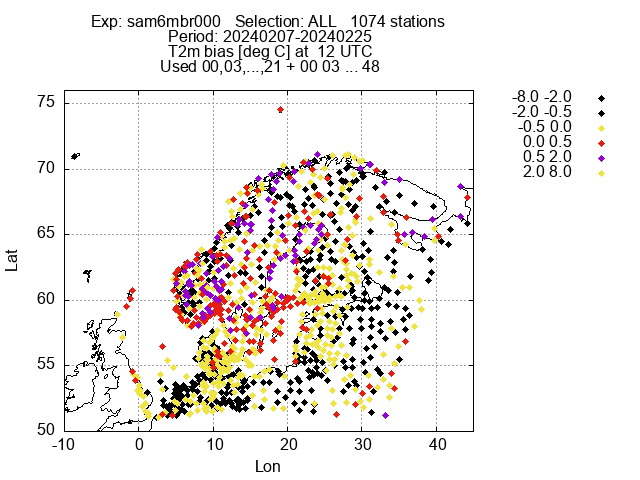 Exp: sam6mbr000 Selection: ALL 1074 stations
Period: 20240207-20240225
T2m bias [deg C] at 12 UTC
Used 00,03,...,21 + 00 03 ... 48
-8.0 -2.0
-2.0 -0.5
-0.5 0.0
0.0 0.5
0.5 2.0
2.0 8.0
75
70
65
60
55
50
Lat
-10 0 10 20 30 40
Lon